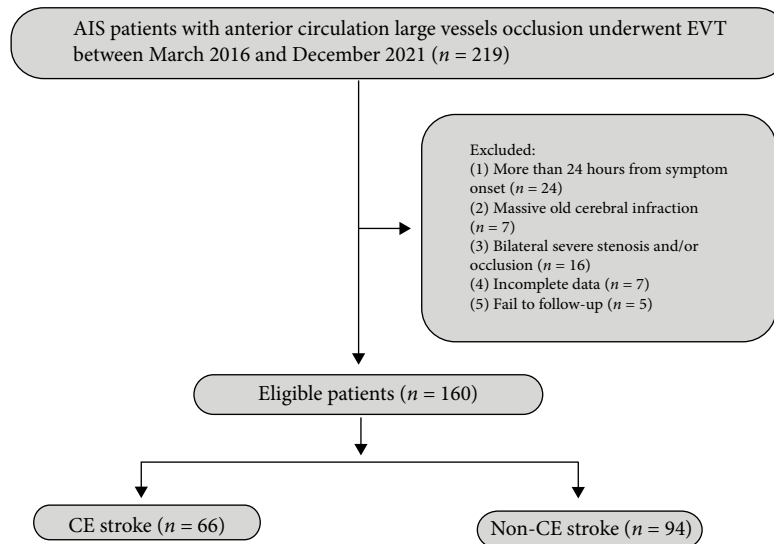 AIS patients with anterior circulation large vessels occlusion underwent EVT
between March 2016 and December 2021 (n = 219)
Excluded:
(1) More than 24 hours from symptom
onset (n = 24)
(2) Massive old cerebral infraction
(n = 7)
(3) Bilateral severe stenosis and/or
occlusion (n = 16)
(4) Incomplete data (n = 7)
(5) Fail to follow-up (n = 5)
Eligible patients (n = 160)
CE stroke (n = 66)
Non-CE stroke (n = 94)